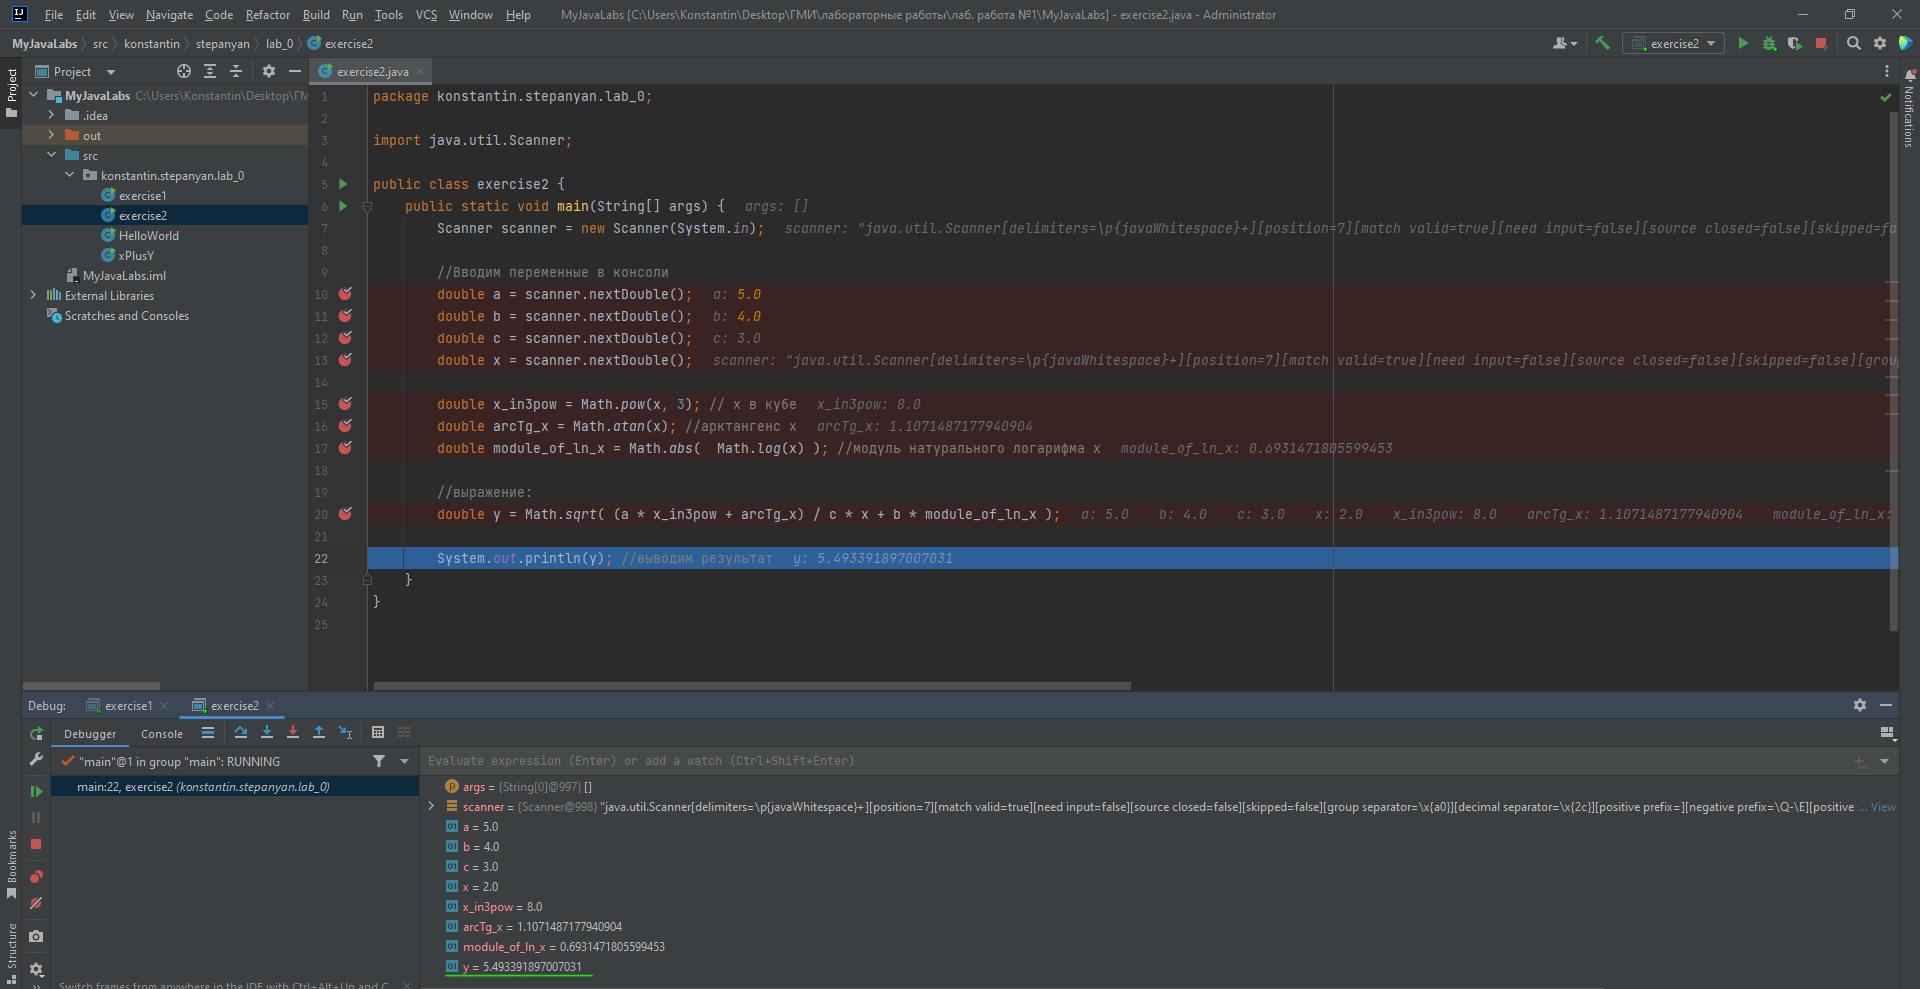 File Edit View Navigate Code Refactor Build Run Tools VCS Window Help MyJavaLabs [C:\Users\Konstantin\Desktop\ГМИ\лабораторные работы\лаб. работа №1\MyJavaLabs] - exercise2.java - Administrator
MyJavaLabs src konstantin stepanyan lab_0 exercise2
exercise2
Project
exercise2.java
Project
MyJavaLabs C:\Users\Konstantin\Desktop\ГМ
.idea
out
src
konstantin.stepanyan.lab_0
exercise1
exercise2
HelloWorld
xPlusY
MyJavaLabs.iml
External Libraries
Scratches and Consoles
Notifications
1 package konstantin.stepanyan.lab_0;
2
3 import java.util.Scanner;
4
5 public class exercise2 {
6 public static void main(String[] args) { args: []
7 Scanner scanner = new Scanner(System.in); scanner: "java.util.Scanner[delimiters=\p{javaWhitespace}+][position=7][match valid=true][need input=false][source closed=false][skipped=fa
8
9 //Вводим переменные в консоли
10 double a = scanner.nextDouble(); a: 5.0
11 double b = scanner.nextDouble(); b: 4.0
12 double c = scanner.nextDouble(); c: 3.0
13 double x = scanner.nextDouble(); scanner: "java.util.Scanner[delimiters=\p{javaWhitespace}+][position=7][match valid=true][need input=false][source closed=false][skipped=false][grou
14
15 double x_in3pow = Math.pow(x, 3); // x в кубе x_in3pow: 8.0
16 double arcTg_x = Math.atan(x); //арктангенс x arcTg_x: 1.1071487177940904
17 double module_of_ln_x = Math.abs( Math.log(x) ); //модуль натурального логарифма x module_of_ln_x: 0.6931471805599453
18
19 //выражение:
20 double y = Math.sqrt( (a * x_in3pow + arcTg_x) / c * x + b * module_of_ln_x ); a: 5.0 b: 4.0 c: 3.0 x: 2.0 x_in3pow: 8.0 arcTg_x: 1.1071487177940904 module_of_ln_x:
21
22 System.out.println(y); //выводим результат y: 5.493391897007031
23 }
24 }
25
Debug: exercise1 exercise2
Debugger Console
"main"@1 in group "main": RUNNING
main:22, exercise2 (konstantin.stepanyan.lab_0)
Switch frames from anywhere in the IDE with Ctrl+Alt+Up and C
Evaluate expression (Enter) or add a watch (Ctrl+Shift+Enter)
args = {String[0]@997} []
scanner = {Scanner@998} "java.util.Scanner[delimiters=\p{javaWhitespace}+][position=7][match valid=true][need input=false][source closed=false][skipped=false][group separator=\x{a0}][decimal separator=\x{2c}][positive prefix=][negative prefix=\Q-\E][positive ... View
a = 5.0
b = 4.0
c = 3.0
x = 2.0
x_in3pow = 8.0
arcTg_x = 1.1071487177940904
module_of_ln_x = 0.6931471805599453
y = 5.493391897007031
Bookmarks
Structure